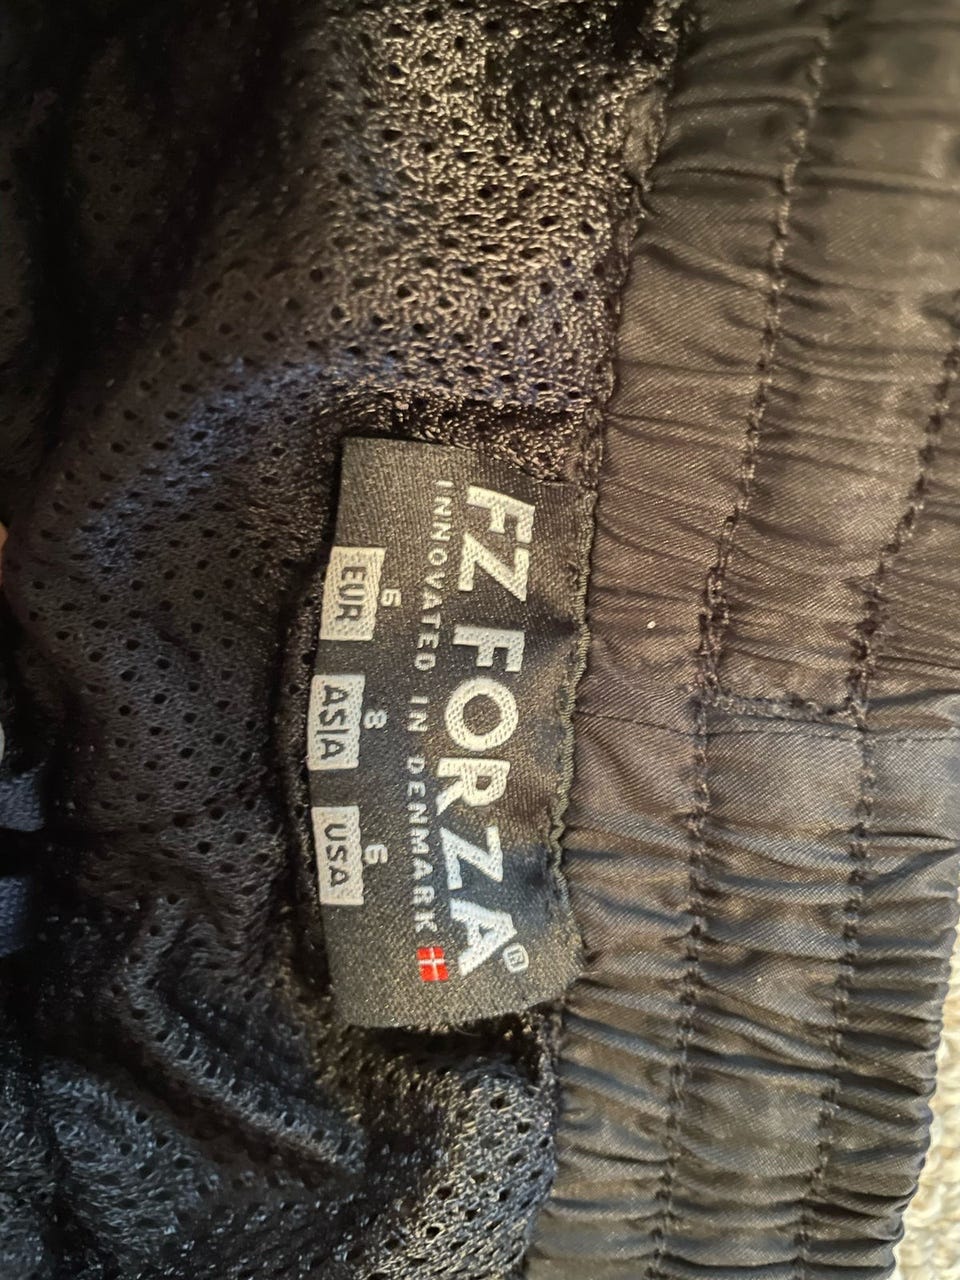 FZ FORZA®
INNOVATED IN DENMARK
6 8 6
EUR ASIA USA